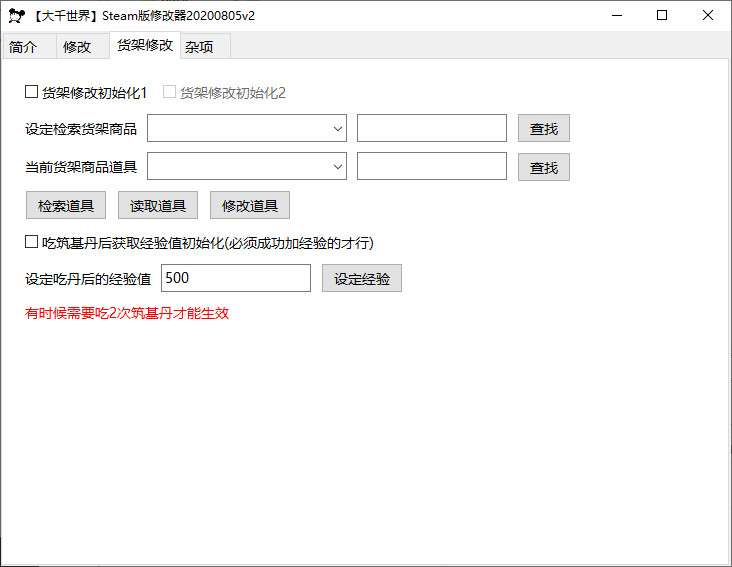 【大千世界】Steam版修改器20200805v2
简介 修改 货架修改 杂项
货架修改初始化1 货架修改初始化2
设定检索货架商品 查找
当前货架商品道具 查找
检索道具 读取道具 修改道具
吃筑基丹后获取经验值初始化(必须成功加经验的才行)
设定吃丹后的经验值 500 设定经验
有时候需要吃2次筑基丹才能生效